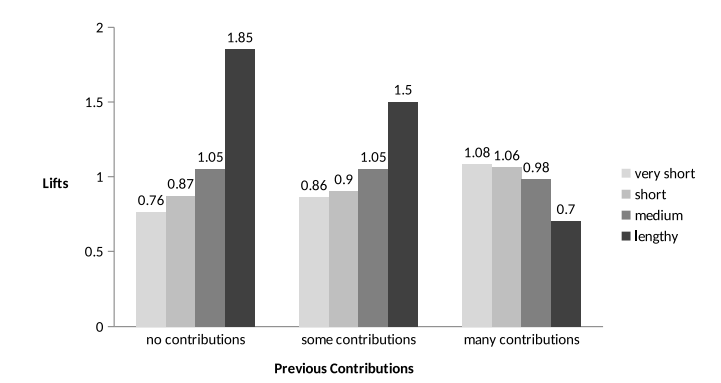 2
1.85
1.5
1.5
1.08 1.06
1.05
1.05
0.98
1
0.87
0.9
0.86
0.76
0.7
0.5
0
Lifts
very short
short
medium
lengthy
no contributions
some contributions
many contributions
Previous Contributions